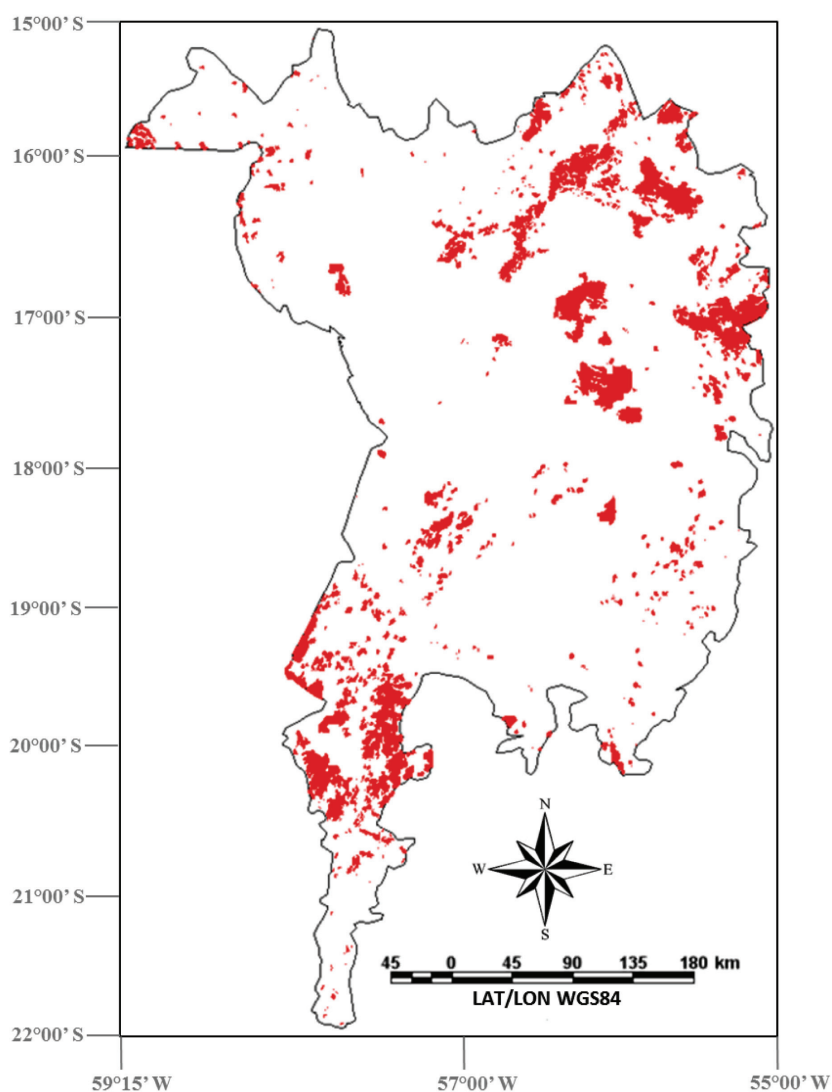 15°00' S
16°00' S
17°00' S
18°00' S
19°00' S
20°00' S
21°00' S
22°00' S
N
W E
S
45 0 45 90 135 180 km
LAT/LON WGS84
59°15' W 57°00' W 55°00' W